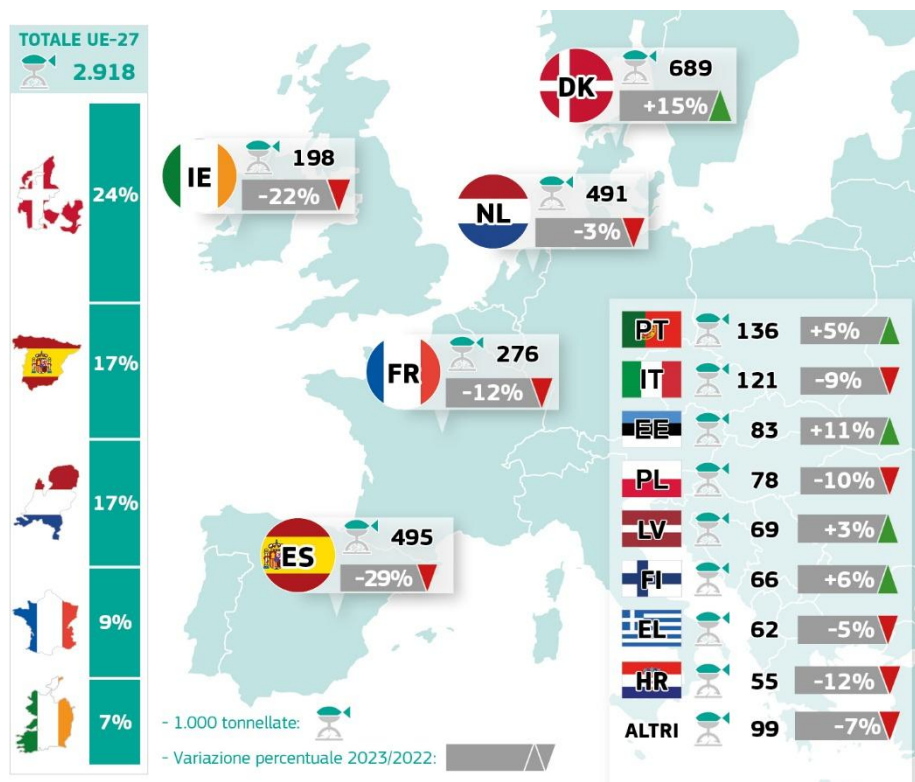 TOTALE UE-27
2.918
24%
17%
17%
9%
7%
DK
689
+15%
IE
198
-22%
NL
491
-3%
FR
276
-12%
ES
495
-29%
PT 136 +5%
IT 121 -9%
EE 83 +11%
PL 78 -10%
LV 69 +3%
FI 66 +6%
EL 62 -5%
HR 55 -12%
ALTRI 99 -7%
- 1.000 tonnellate:
- Variazione percentuale 2023/2022: